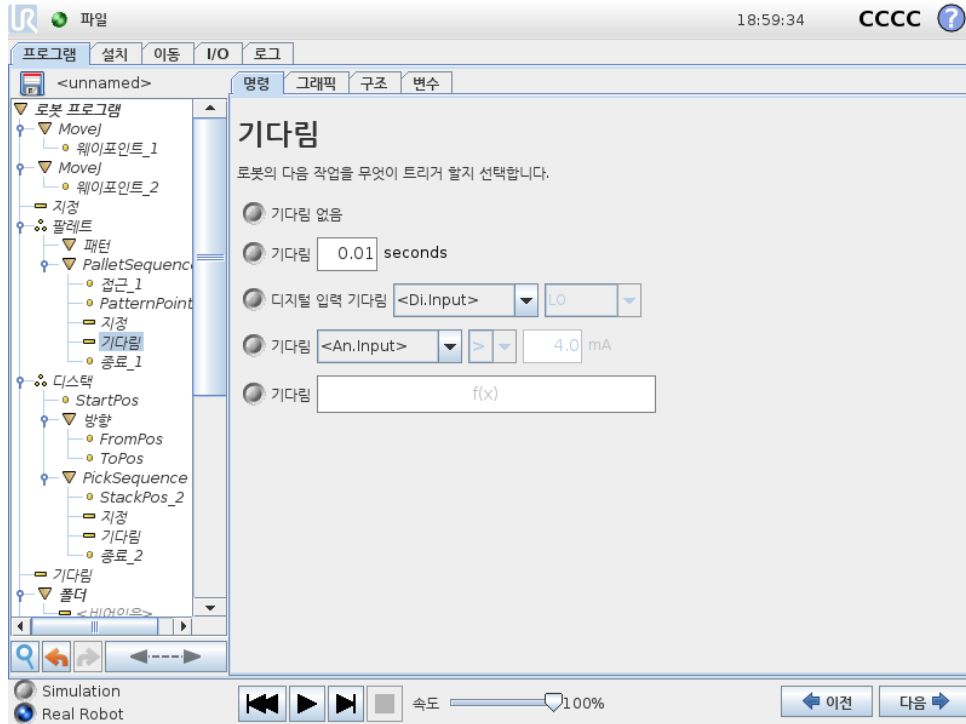 UR 파일 18:59:34 CCCC ?
프로그램 설치 이동 I/O 로그
<unnamed>
명령 그래픽 구조 변수
로봇 프로그램
MoveJ
웨이포인트_1
MoveJ
웨이포인트_2
지정
팔레트
패턴
PalletSequenc
접근_1
PatternPoint
지정
기다림
종료_1
디스택
StartPos
방향
FromPos
ToPos
PickSequence
StackPos_2
지정
기다림
종료_2
기다림
폴더
<비어있음>
기다림
로봇의 다음 작업을 무엇이 트리거 할지 선택합니다.
기다림 없음
기다림 0.01 seconds
디지털 입력 기다림 <Di.Input> LO
기다림 <An.Input> > 4.0 mA
기다림 f(x)
Simulation
Real Robot
속도 100%
이전 다음